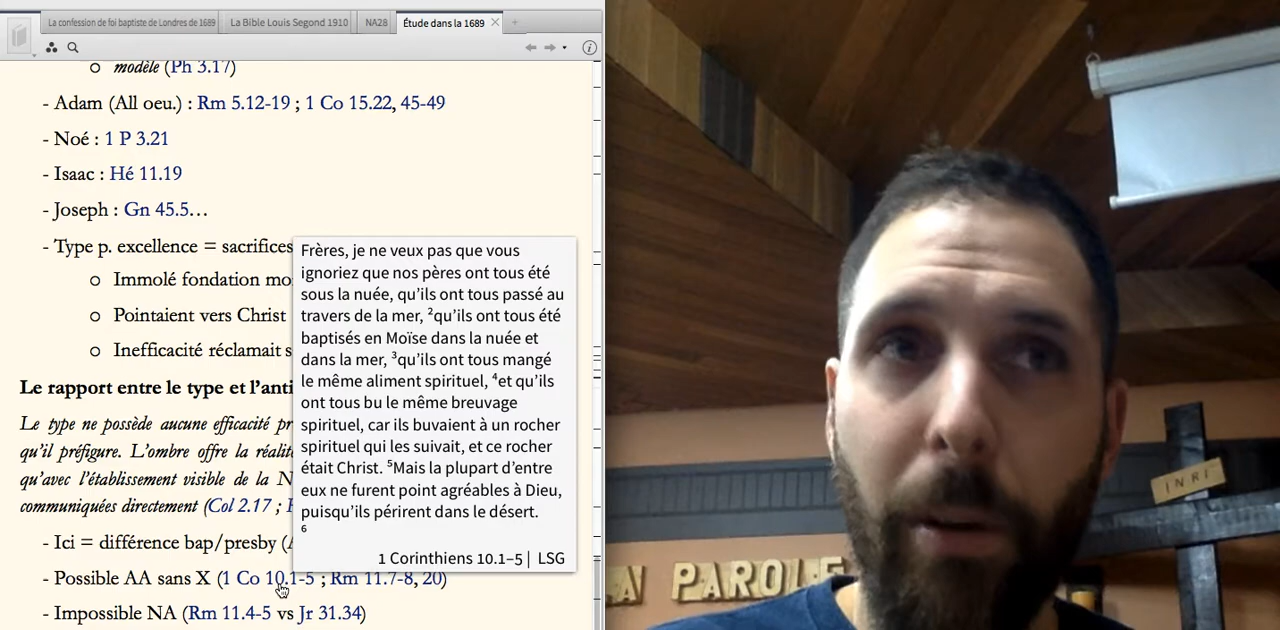 La confession de foi baptiste de Londres de 1689
La Bible Louis Segond 1910
NA28
Étude dans la 1689
o modèle (Ph 3.17)
- Adam (All oeu.) : Rm 5.12-19 ; 1 Co 15.22, 45-49
- Noé : 1 P 3.21
- Isaac : Hé 11.19
- Joseph : Gn 45.5…
- Type p. excellence = sacrifices
o Immolé fondation mo
o Pointaient vers Christ
o Inefficacité réclamait s
Le rapport entre le type et l'anti
Le type ne possède aucune efficacité pr
qu'il préfigure. L'ombre offre la réalit
qu'avec l'établissement visible de la N
communiquées directement (Col 2.17 ;
- Ici = différence bap/presby (
- Possible AA sans X (1 Co 10.1-5 ; Rm 11.7-8, 20)
- Impossible NA (Rm 11.4-5 vs Jr 31.34)
Frères, je ne veux pas que vous
ignoriez que nos pères ont tous été
sous la nuée, qu'ils ont tous passé au
travers de la mer, ²qu'ils ont tous été
baptisés en Moïse dans la nuée et
dans la mer, ³qu'ils ont tous mangé
le même aliment spirituel, ⁴et qu'ils
ont tous bu le même breuvage
spirituel, car ils buvaient à un rocher
spirituel qui les suivait, et ce rocher
était Christ. ⁵Mais la plupart d'entre
eux ne furent point agréables à Dieu,
puisqu'ils périrent dans le désert.
⁶
1 Corinthiens 10.1–5 | LSG
INRI
A PAROLE